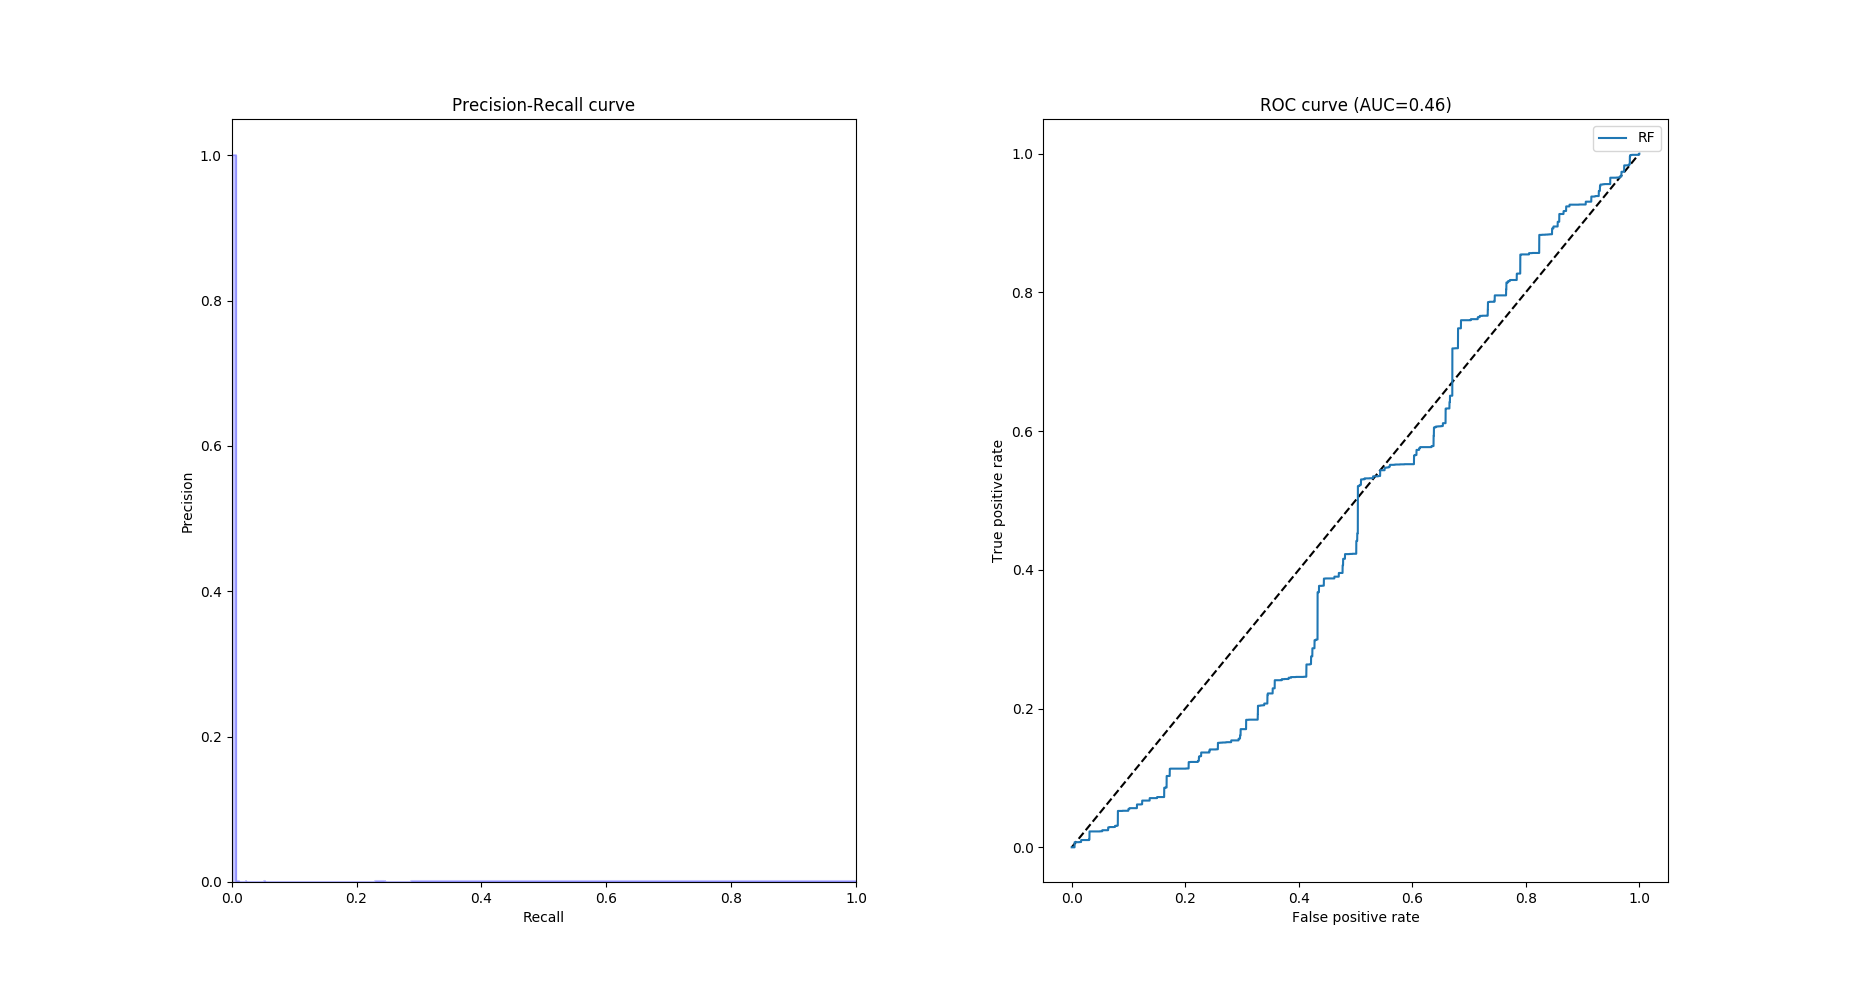 Precision-Recall curve
1.0
0.8
0.6
0.4
0.2
0.0
Precision
0.0 0.2 0.4 0.6 0.8 1.0
Recall
ROC curve (AUC=0.46)
RF
1.0
0.8
0.6
0.4
0.2
0.0
True positive rate
0.0 0.2 0.4 0.6 0.8 1.0
False positive rate